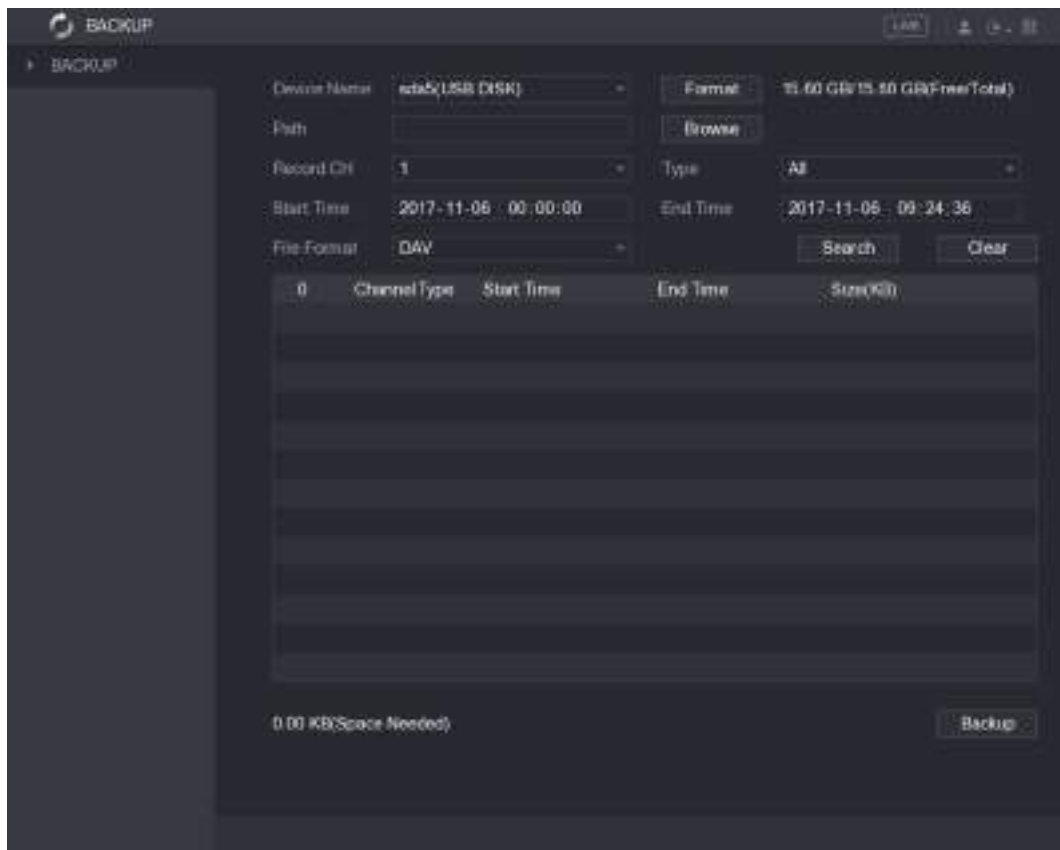 BACKUP LIVE
BACKUP
Device Name sda5(USB DISK) Format 15.60 GB/15.60 GB(Free/Total)
Path Browse
Record CH 1 Type All
Start Time 2017-11-06 00:00:00 End Time 2017-11-06 09:24:36
File Format DAV Search Clear
0 Channel Type Start Time End Time Size(KB)
0.00 KB(Space Needed) Backup